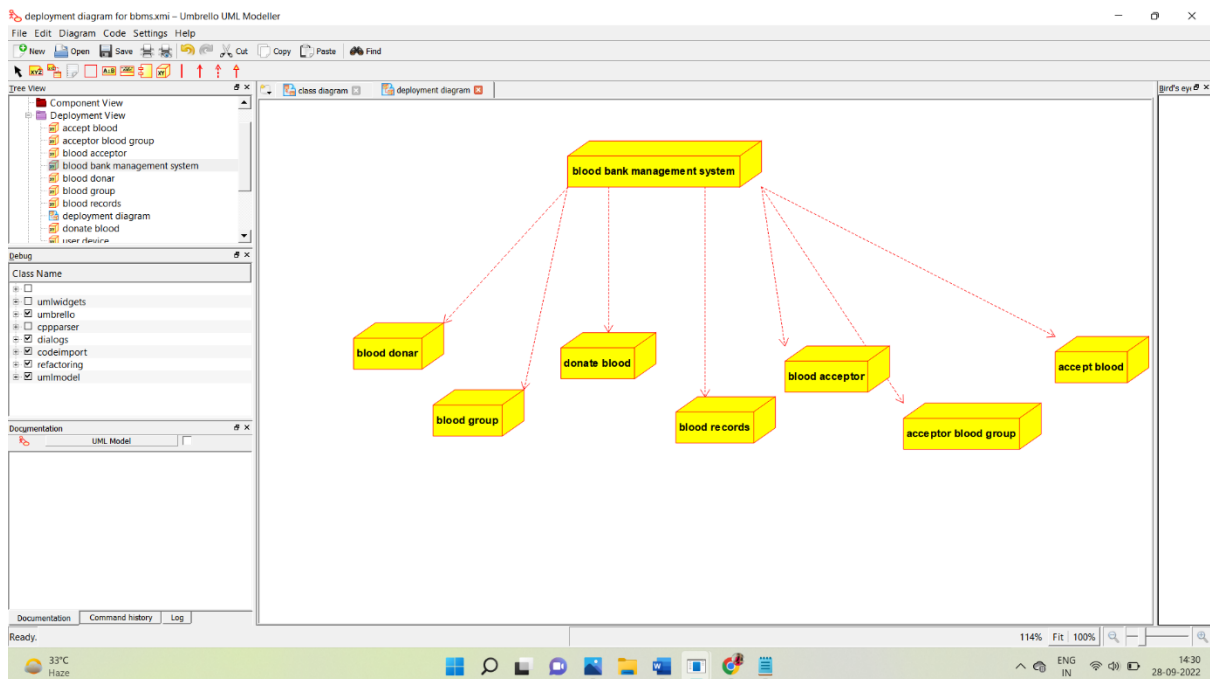 deployment diagram for bbms.xmi – Umbrello UML Modeller
File Edit Diagram Code Settings Help
New Open Save Cut Copy Paste Find
Tree View
Component View
Deployment View
accept blood
acceptor blood group
blood acceptor
blood bank management system
blood donar
blood group
blood records
deployment diagram
donate blood
user device
Debug
Class Name
umlwidgets
umbrello
cppparser
dialogs
codeimport
refactoring
umlmodel
Documentation
UML Model
Documentation Command history Log
class diagram deployment diagram
blood bank management system
blood donar
donate blood
blood acceptor
accept blood
blood group
blood records
acceptor blood group
Bird's eye
Ready.
114% Fit 100%
33°C
Haze
ENG
IN
14:30
28-09-2022